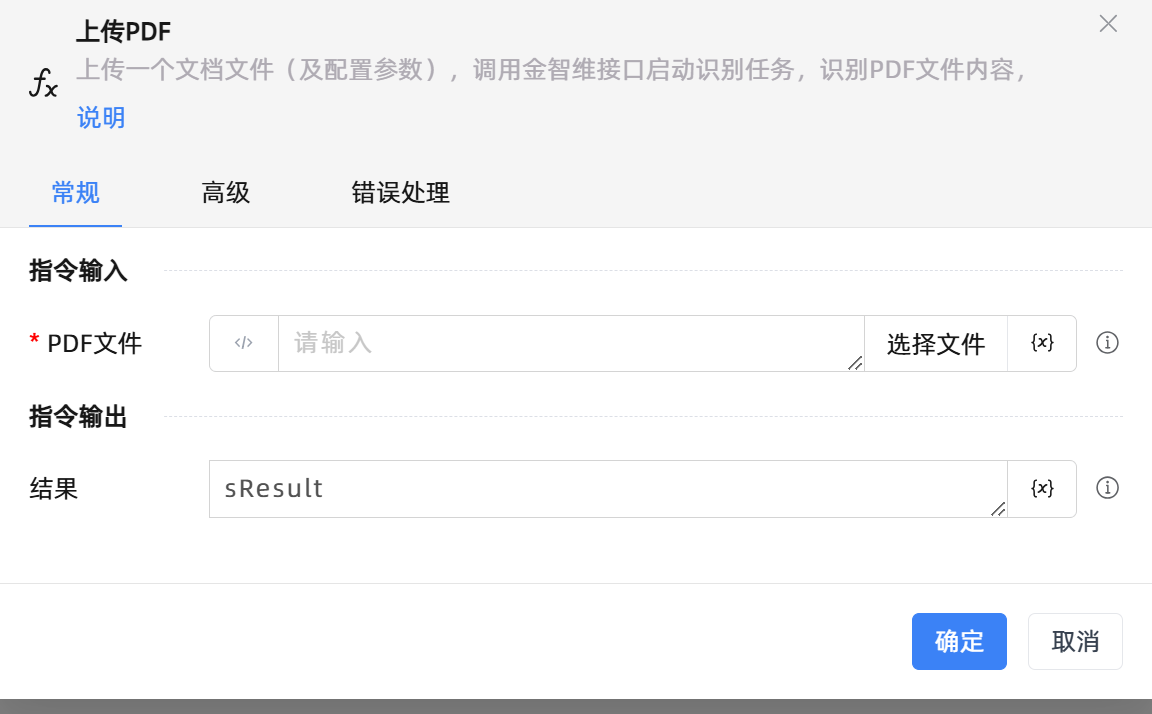 上传PDF
上传一个文档文件（及配置参数），调用金智维接口启动识别任务，识别PDF文件内容，
fx
说明
常规 高级 错误处理
指令输入
* PDF文件 </> 请输入 选择文件 {x}
指令输出
结果 sResult {x}
确定 取消